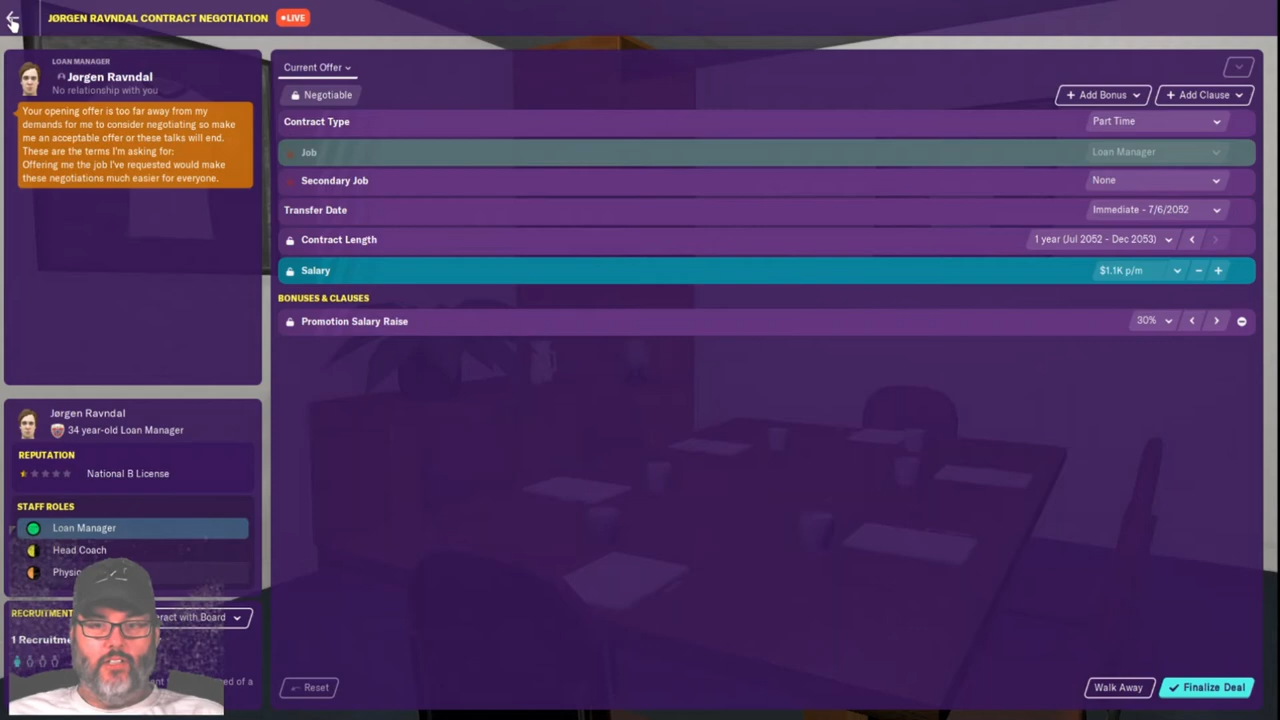 JØRGEN RAVNDAL CONTRACT NEGOTIATION
LIVE
LOAN MANAGER
Jørgen Ravndal
No relationship with you
Your opening offer is too far away from my
demands for me to consider negotiating so make
me an acceptable offer or these talks will end.
These are the terms I'm asking for:
Offering me the job I've requested would make
these negotiations much easier for everyone.
Current Offer
Negotiable
+ Add Bonus
+ Add Clause
Contract Type
Part Time
Job
Loan Manager
Secondary Job
None
Transfer Date
Immediate - 7/6/2052
Contract Length
1 year (Jul 2052 - Dec 2053)
Salary
$1.1K p/m
BONUSES & CLAUSES
Promotion Salary Raise
30%
Jørgen Ravndal
34 year-old Loan Manager
REPUTATION
National B License
STAFF ROLES
Loan Manager
Head Coach
RECRUITMENT
with Board
1
of a
Reset
Walk Away
Finalize Deal